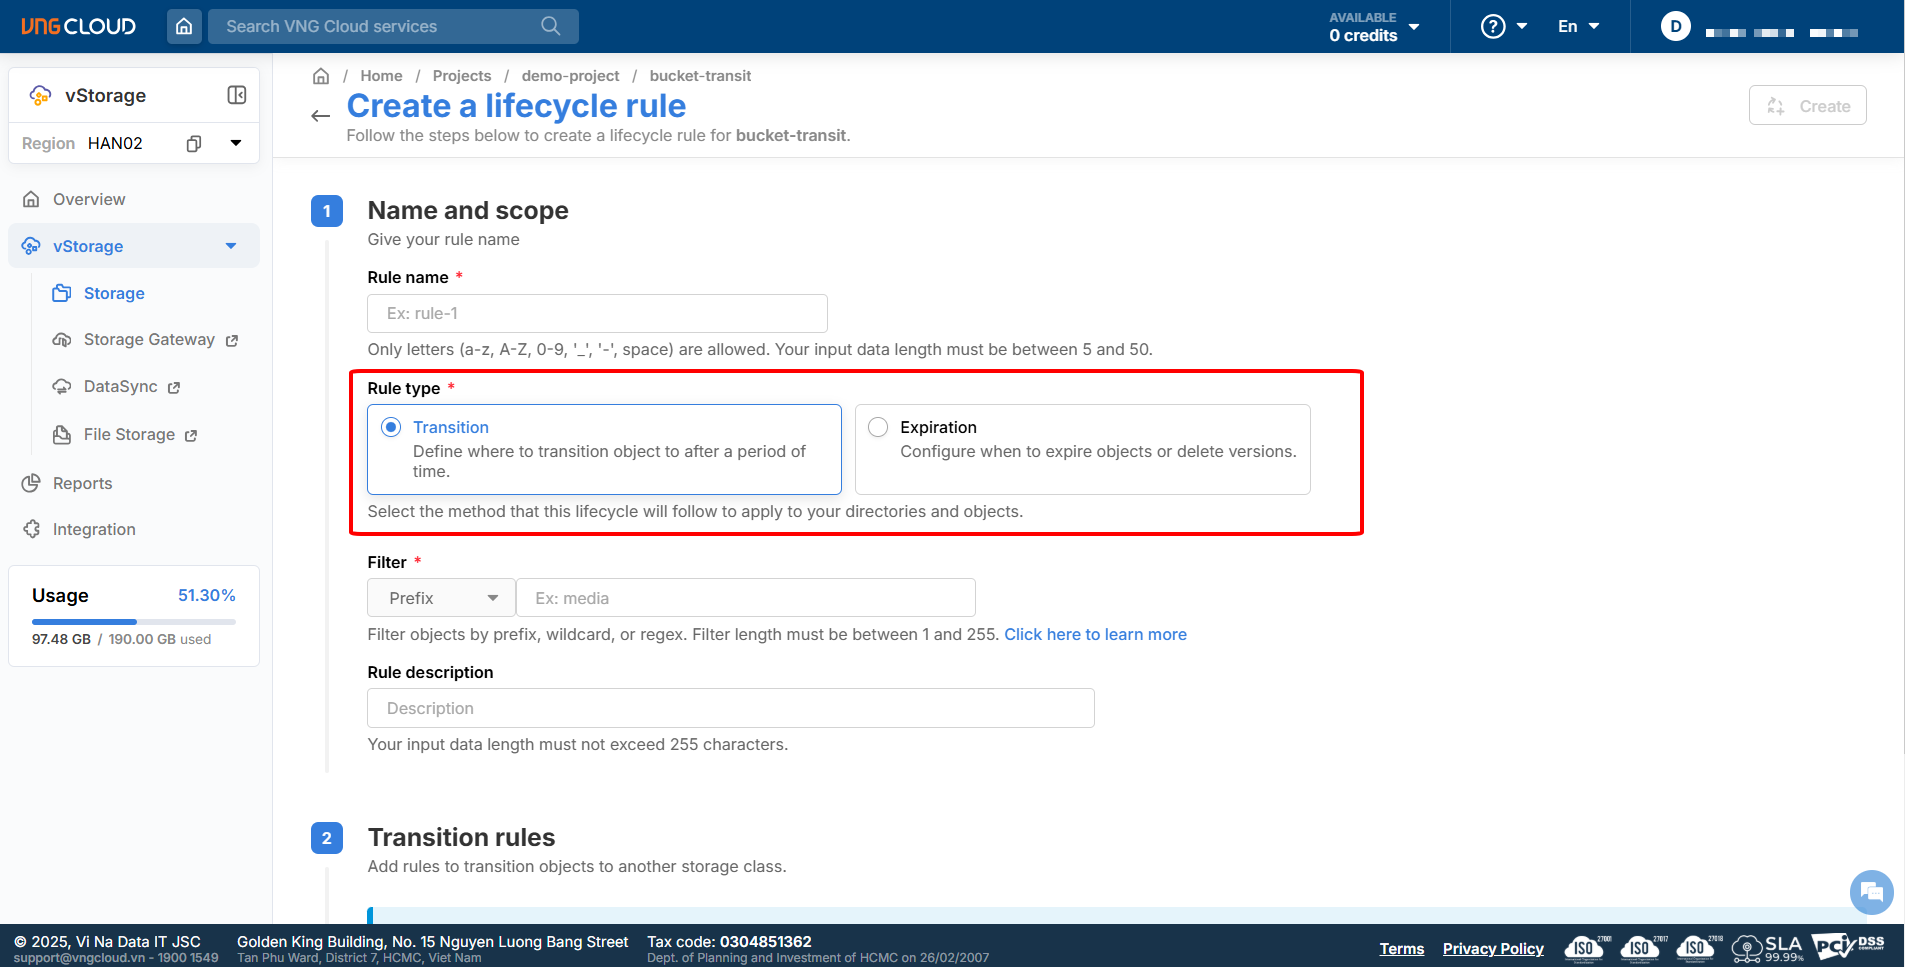 VNG CLOUD
Search VNG Cloud services
AVAILABLE
0 credits
?
En
D
vStorage
Region HAN02
Overview
vStorage
Storage
Storage Gateway
DataSync
File Storage
Reports
Integration
Usage 51.30%
97.48 GB / 190.00 GB used
/ Home / Projects / demo-project / bucket-transit
Create a lifecycle rule
Follow the steps below to create a lifecycle rule for bucket-transit.
Create
1 Name and scope
Give your rule name
Rule name *
Ex: rule-1
Only letters (a-z, A-Z, 0-9, '_', '-', space) are allowed. Your input data length must be between 5 and 50.
Rule type *
Transition
Define where to transition object to after a period of
time.
Expiration
Configure when to expire objects or delete versions.
Select the method that this lifecycle will follow to apply to your directories and objects.
Filter *
Prefix
Ex: media
Filter objects by prefix, wildcard, or regex. Filter length must be between 1 and 255. Click here to learn more
Rule description
Description
Your input data length must not exceed 255 characters.
2 Transition rules
Add rules to transition objects to another storage class.
© 2025, Vi Na Data IT JSC
support@vngcloud.vn - 1900 1549
Golden King Building, No. 15 Nguyen Luong Bang Street
Tan Phu Ward, District 7, HCMC, Viet Nam
Tax code: 0304851362
Dept. of Planning and Investment of HCMC on 26/02/2007
Terms
Privacy Policy
ISO 27001
ISO 27017
ISO 27018
SLA
99.99%
PCI DSS
COMPLIANT